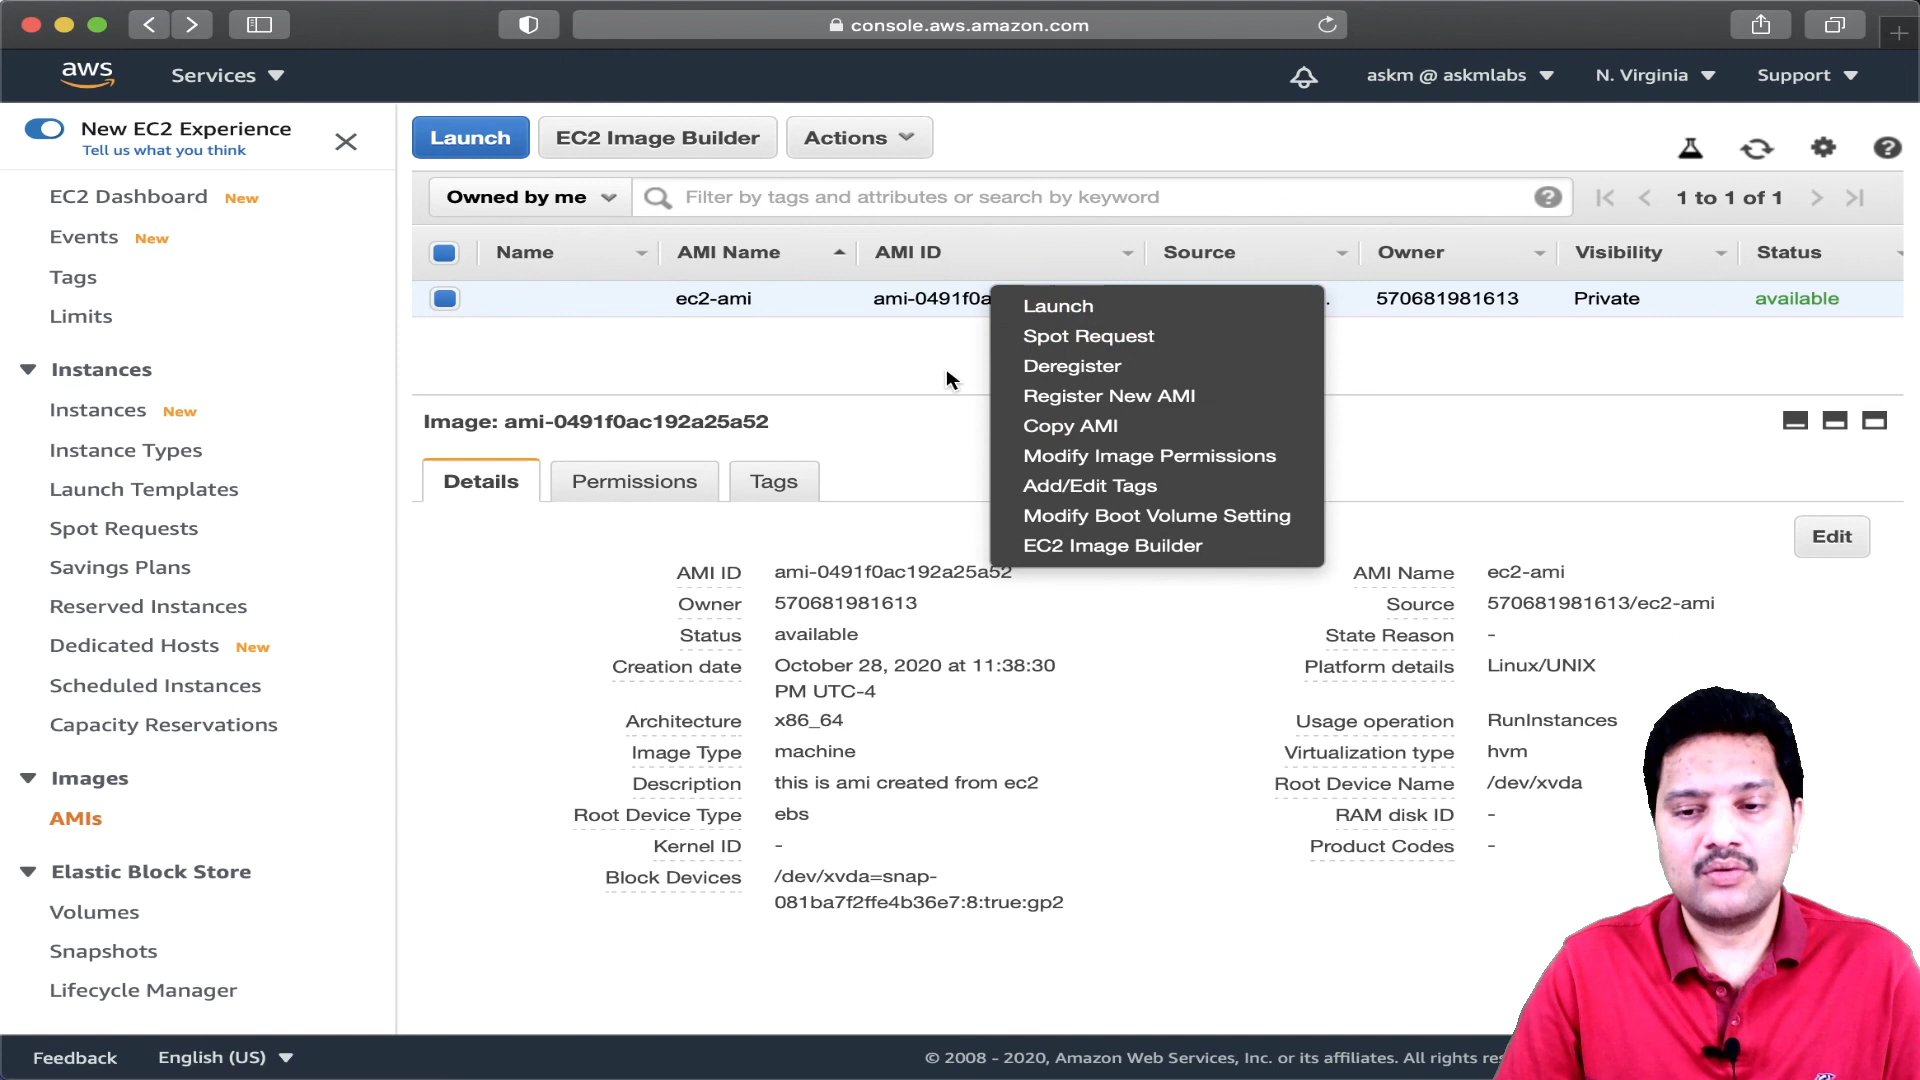 console.aws.amazon.com
aws
Services
askm @ askmlabs
N. Virginia
Support
New EC2 Experience
Tell us what you think
EC2 Dashboard New
Events New
Tags
Limits
Instances
Instances New
Instance Types
Launch Templates
Spot Requests
Savings Plans
Reserved Instances
Dedicated Hosts New
Scheduled Instances
Capacity Reservations
Images
AMIs
Elastic Block Store
Volumes
Snapshots
Lifecycle Manager
Launch
EC2 Image Builder
Actions
Owned by me
Filter by tags and attributes or search by keyword
1 to 1 of 1
Name AMI Name AMI ID Source Owner Visibility Status
ec2-ami ami-0491f0a 570681981613 Private available
Launch
Spot Request
Deregister
Register New AMI
Copy AMI
Modify Image Permissions
Add/Edit Tags
Modify Boot Volume Setting
EC2 Image Builder
Image: ami-0491f0ac192a25a52
Details
Permissions
Tags
Edit
AMI ID ami-0491f0ac192a25a52
Owner 570681981613
Status available
Creation date October 28, 2020 at 11:38:30
PM UTC-4
Architecture x86_64
Image Type machine
Description this is ami created from ec2
Root Device Type ebs
Kernel ID -
Block Devices /dev/xvda=snap-
081ba7f2ffe4b36e7:8:true:gp2
AMI Name ec2-ami
Source 570681981613/ec2-ami
State Reason -
Platform details Linux/UNIX
Usage operation RunInstances
Virtualization type hvm
Root Device Name /dev/xvda
RAM disk ID -
Product Codes -
Feedback
English (US)
© 2008 - 2020, Amazon Web Services, Inc. or its affiliates. All rights